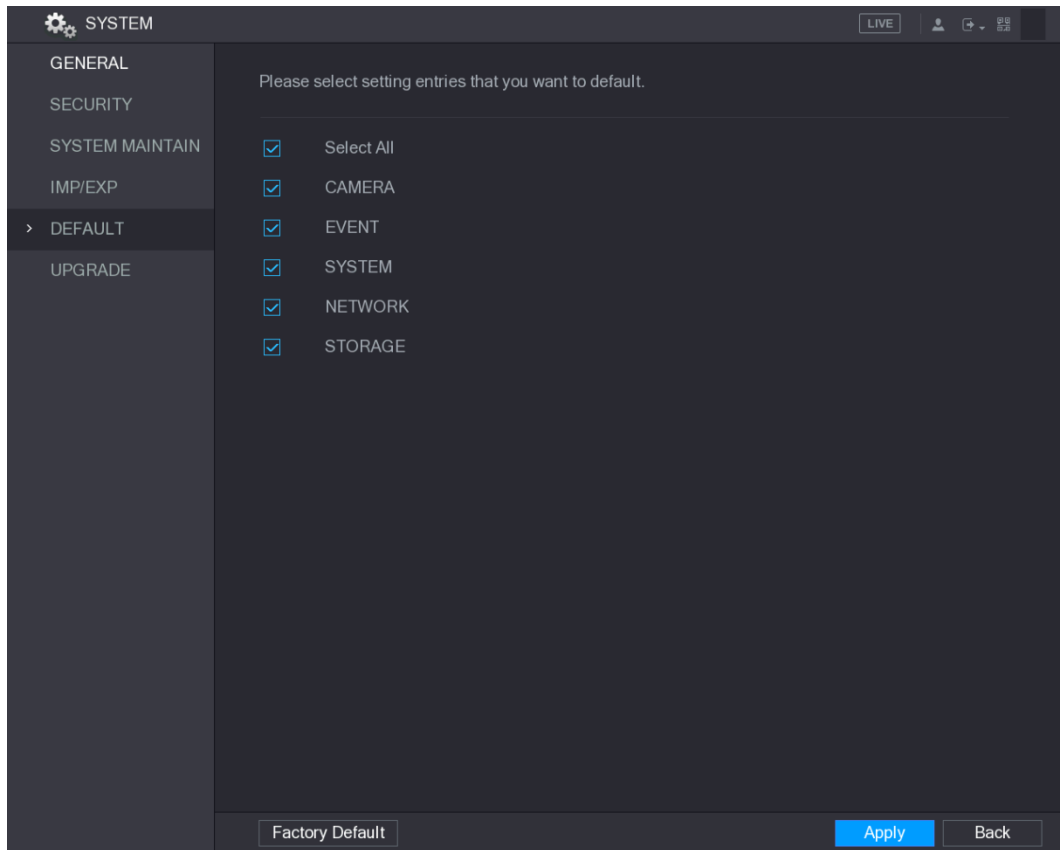 SYSTEM
LIVE
GENERAL
SECURITY
SYSTEM MAINTAIN
IMP/EXP
DEFAULT
UPGRADE
Please select setting entries that you want to default.
Select All
CAMERA
EVENT
SYSTEM
NETWORK
STORAGE
Factory Default
Apply
Back